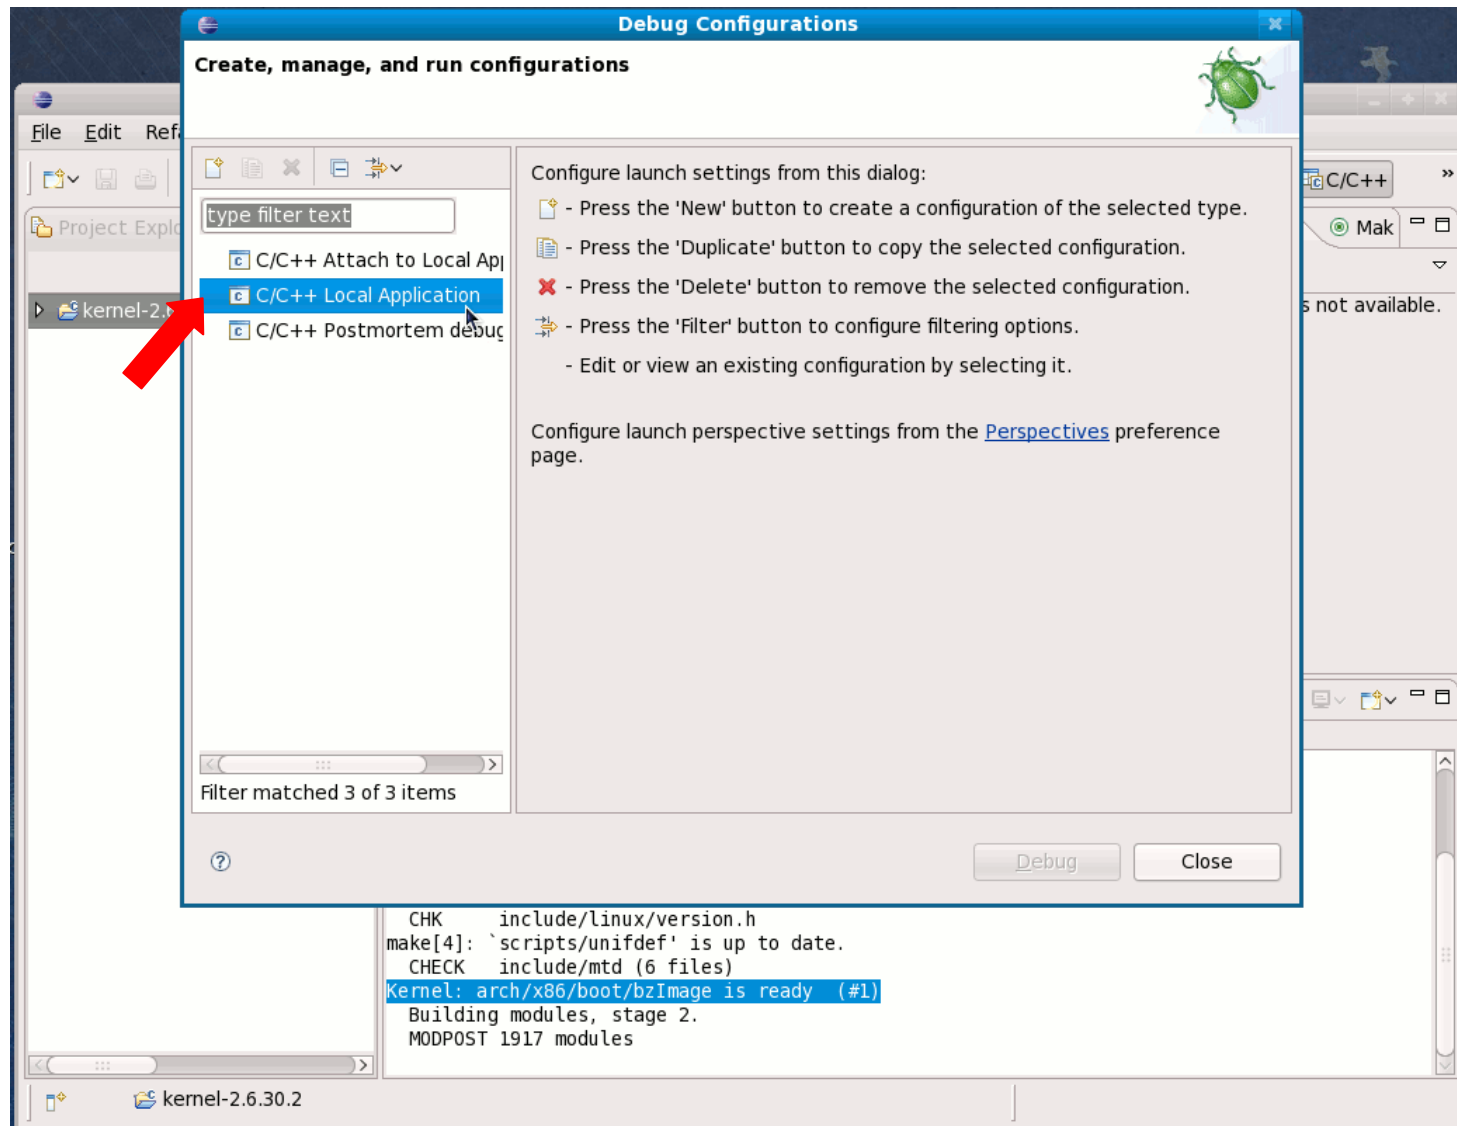 Debug Configurations
Create, manage, and run configurations
File Edit
type filter text
C/C++ Attach to Local
C/C++ Local Application
C/C++ Postmortem
Filter matched 3 of 3 items
Configure launch settings from this dialog:
- Press the 'New' button to create a configuration of the selected type.
- Press the 'Duplicate' button to copy the selected configuration.
- Press the 'Delete' button to remove the selected configuration.
- Press the 'Filter' button to configure filtering options.
- Edit or view an existing configuration by selecting it.
Configure launch perspective settings from the Perspectives preference
page.
Debug Close
Project
kernel-2.6
C/C++ »
Mak
s not available.
CHK include/linux/version.h
make[4]: `scripts/unifdef' is up to date.
CHECK include/mtd (6 files)
Kernel: arch/x86/boot/bzImage is ready (#1)
Building modules, stage 2.
MODPOST 1917 modules
kernel-2.6.30.2